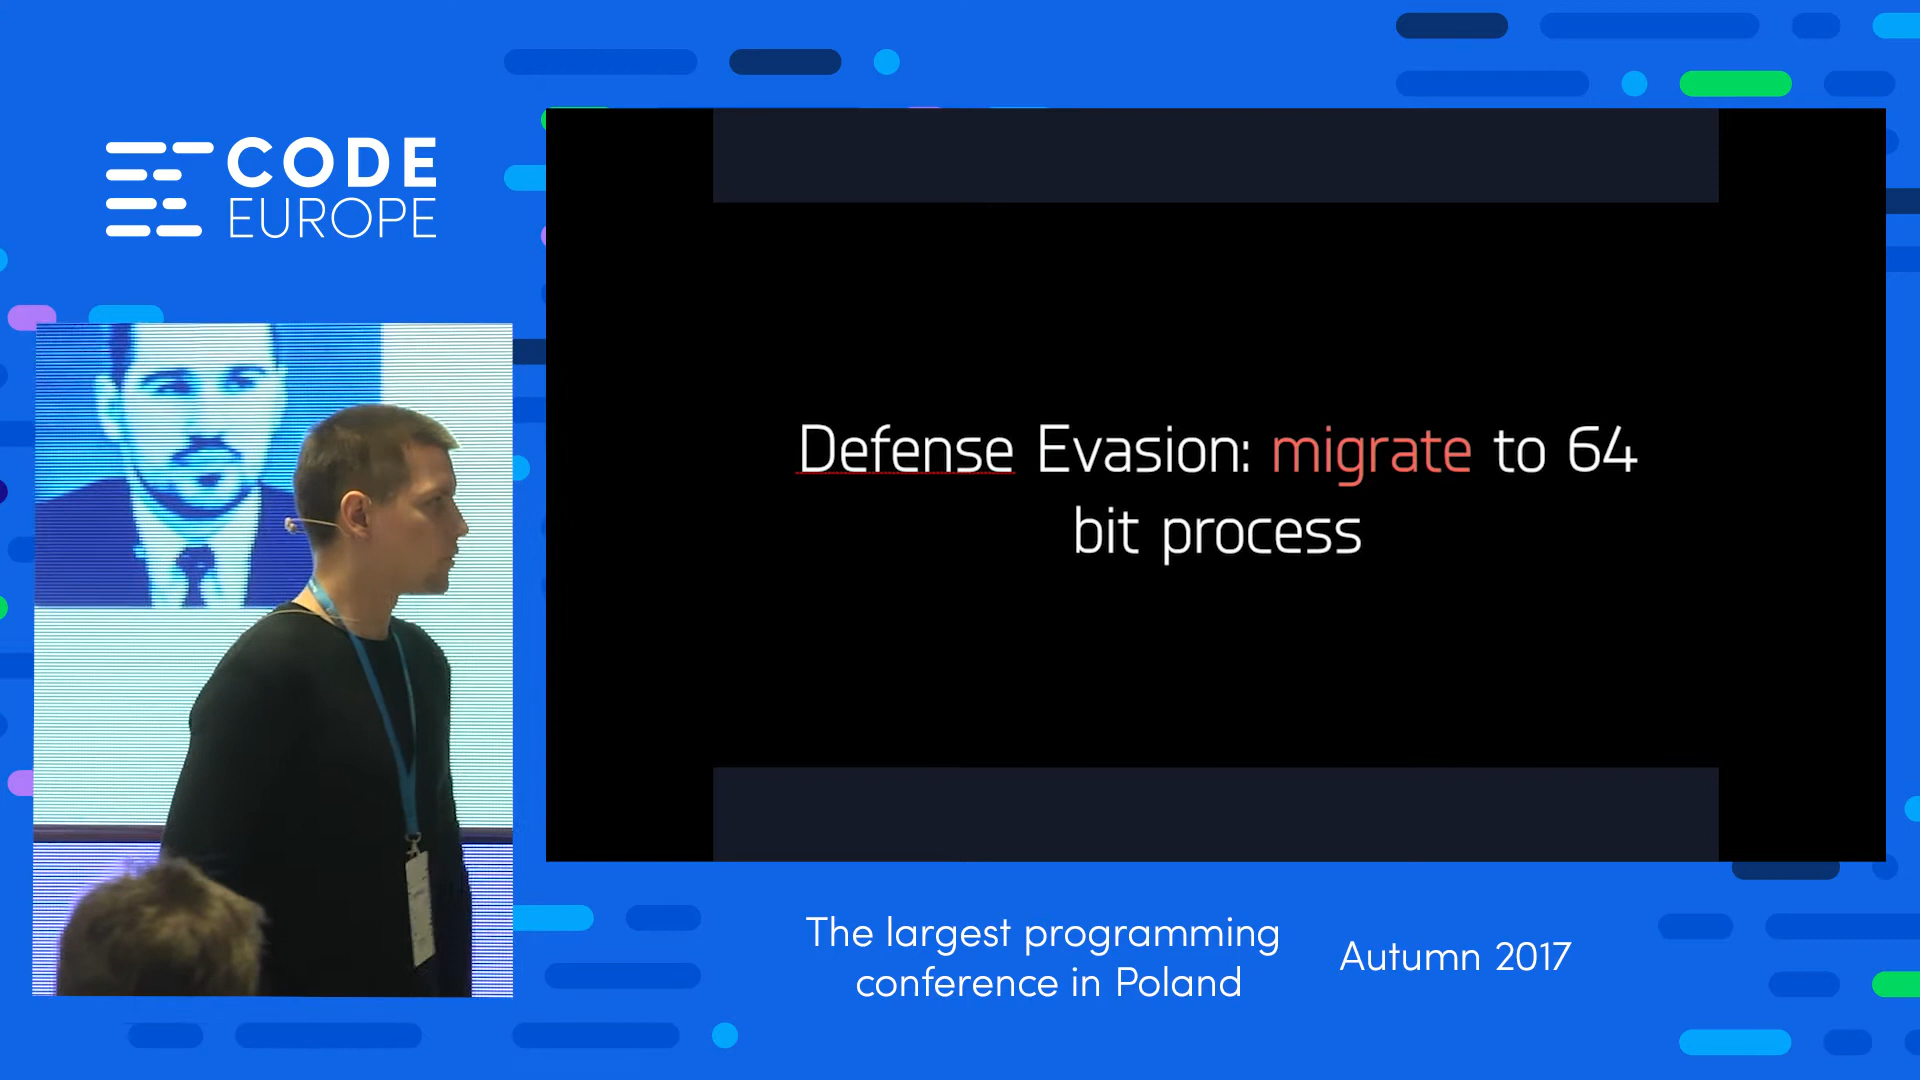 CODE
EUROPE
Defense Evasion: migrate to 64
bit process
The largest programming
conference in Poland
Autumn 2017